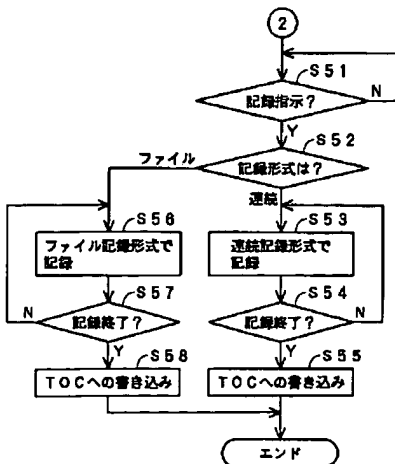 2
S51
記録指示？
N
Y
S52
ファイル
記録形式は？
連続
S56
S53
ファイル記録形式で
記録
連続記録形式で
記録
S57
S54
N
記録終了？
N
記録終了？
Y
S58
Y
S55
TOCへの書き込み
TOCへの書き込み
エンド